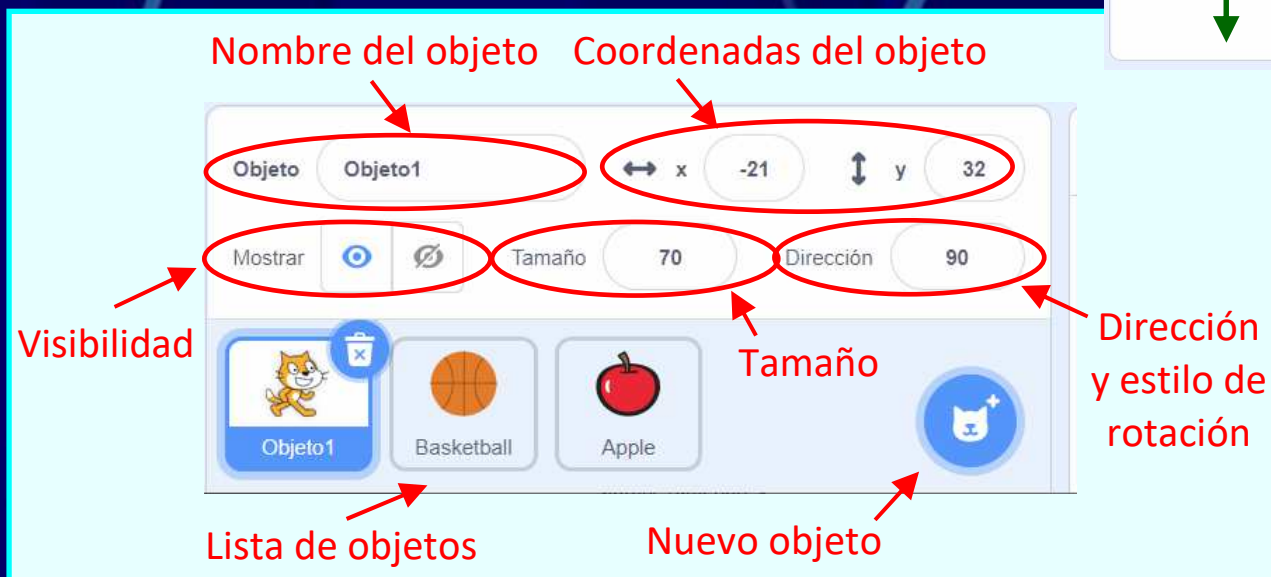 Nombre del objeto Coordenadas del objeto
Objeto Objeto1 x -21 y 32
Mostrar Tamaño 70 Dirección 90
Visibilidad
Tamaño
Dirección
y estilo de
rotación
Objeto1 Basketball Apple
Lista de objetos Nuevo objeto